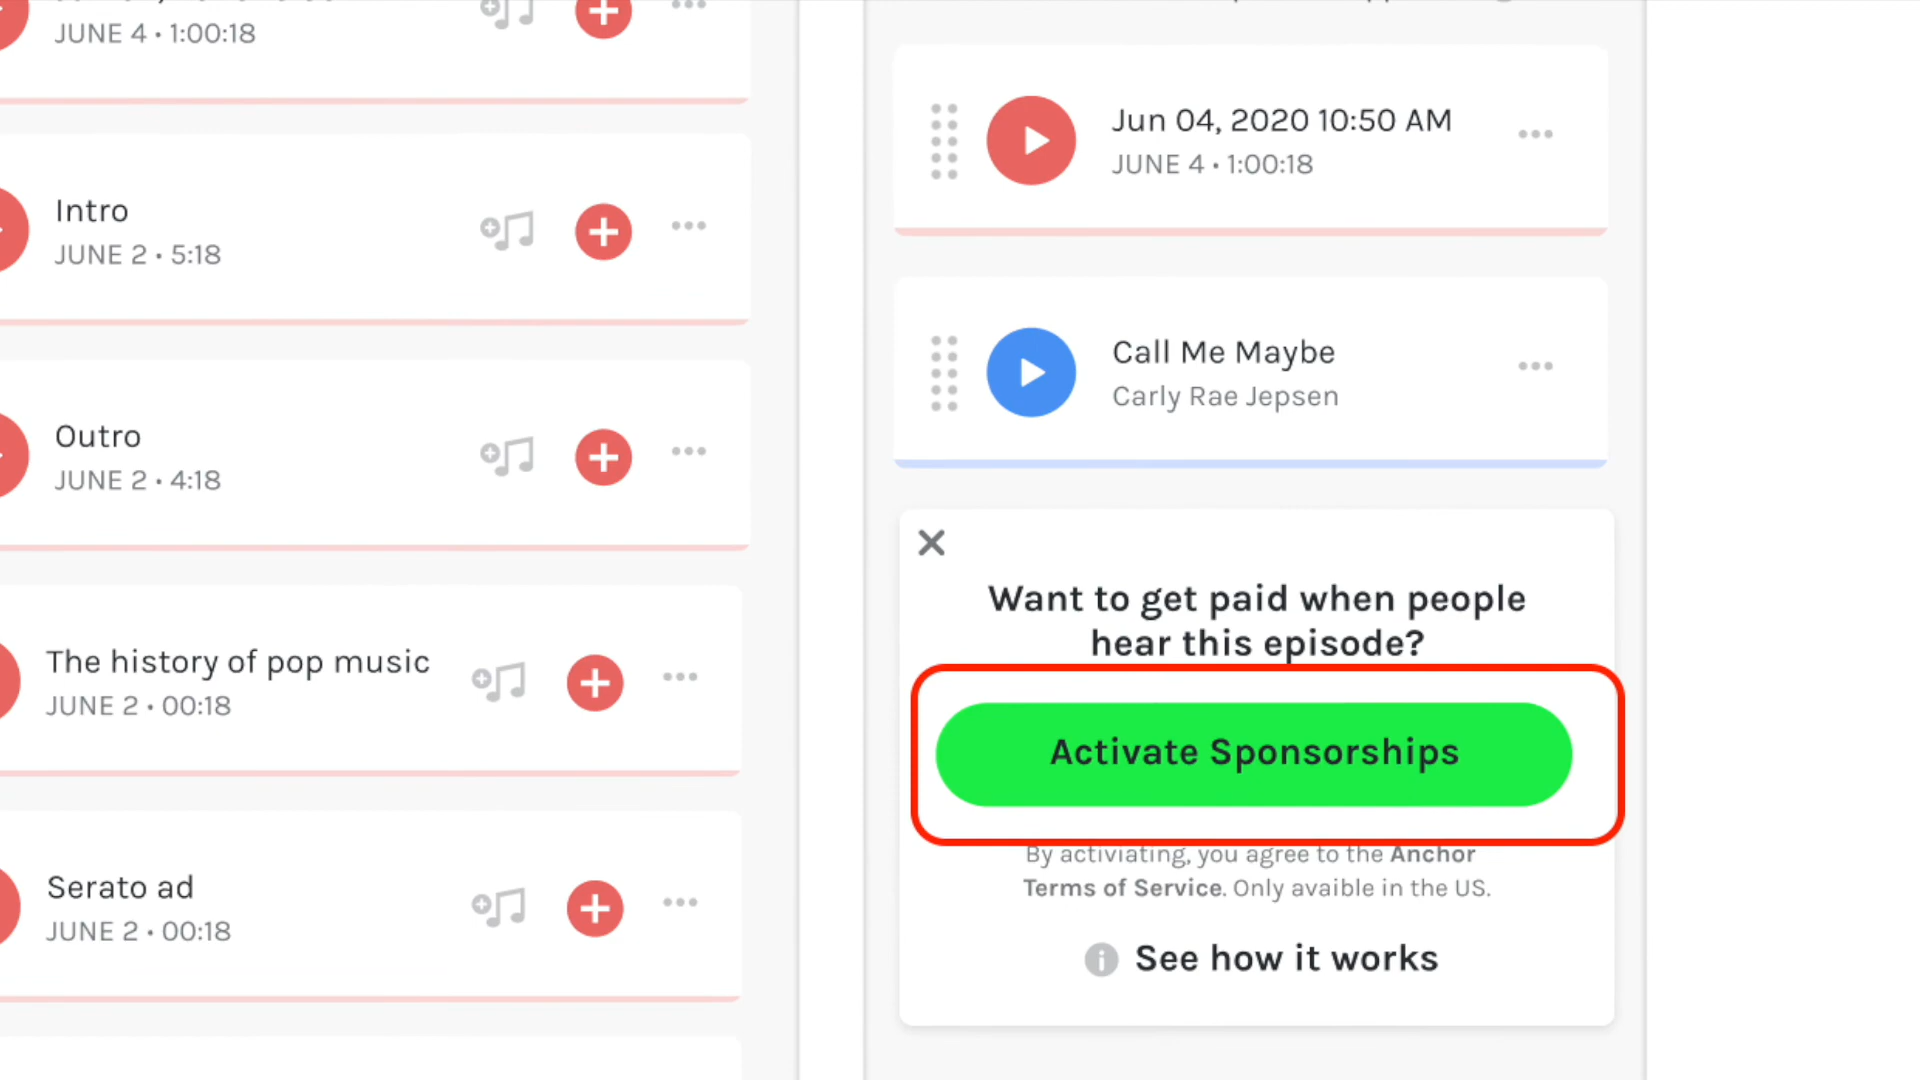 JUNE 4 • 1:00:18
Intro
JUNE 2 • 5:18
Outro
JUNE 2 • 4:18
The history of pop music
JUNE 2 • 00:18
Serato ad
JUNE 2 • 00:18
Jun 04, 2020 10:50 AM
JUNE 4 • 1:00:18
Call Me Maybe
Carly Rae Jepsen
Want to get paid when people
hear this episode?
Activate Sponsorships
By activiating, you agree to the Anchor
Terms of Service. Only avaible in the US.
See how it works